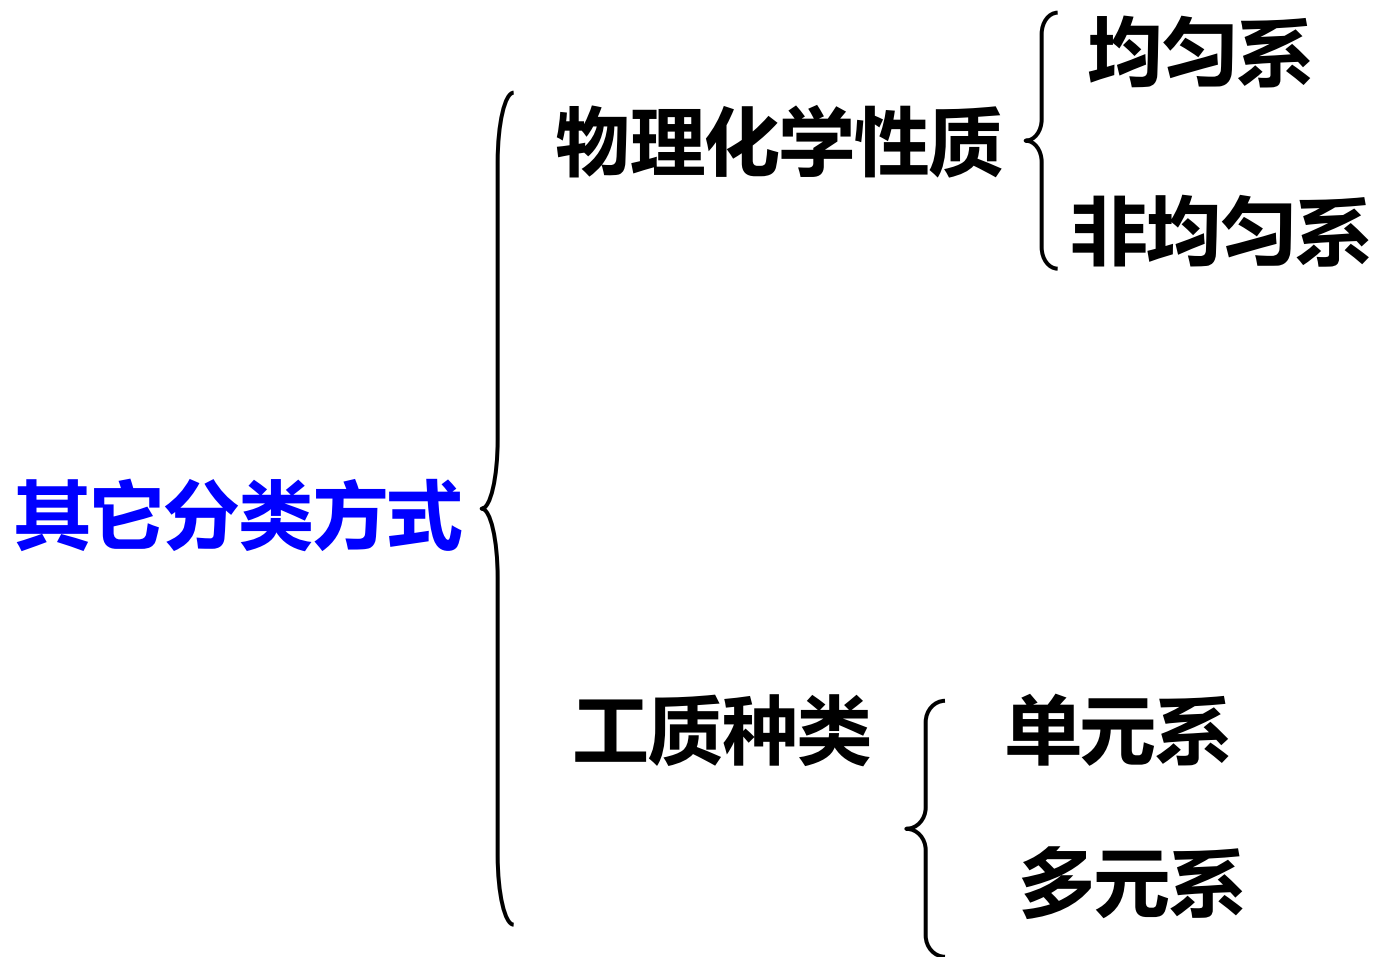 均匀系
物理化学性质
非均匀系
其它分类方式
工质种类
单元系
多元系